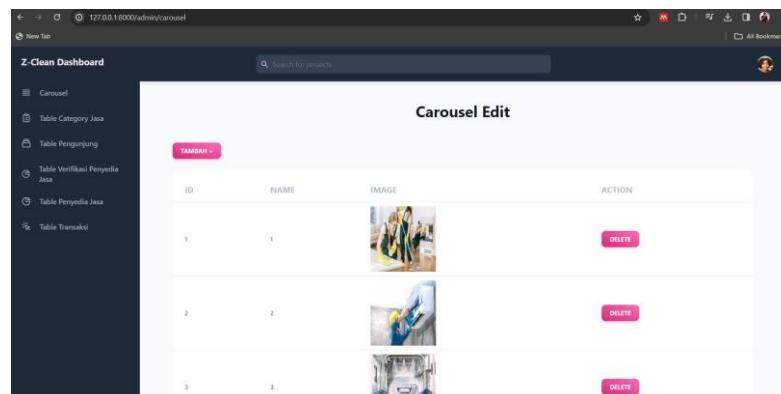 127.0.0.1:8000/admin/carousel
New Tab
All Bookmar
Z-Clean Dashboard
Search for projects
Carousel
Table Category Jasa
Table Pengunjung
Table Verifikasi Penyedia
Jasa
Table Penyedia Jasa
Table Transaksi
Carousel Edit
TAMBAH
ID NAME IMAGE ACTION
1 1 DELETE
2 2 DELETE
3 3 DELETE